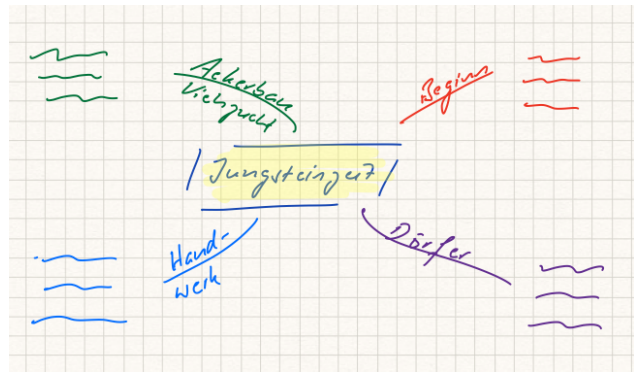 Ackerbau
Viehzucht
Beginn
Jungsteinzeit
Hand-
werk
Dörfer